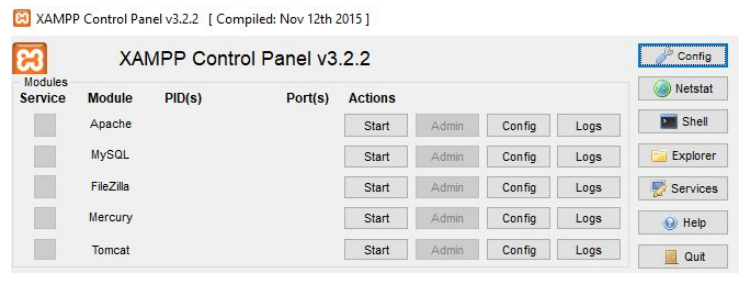 XAMPP Control Panel v3.2.2 [ Compiled: Nov 12th 2015 ]
XAMPP Control Panel v3.2.2
Config
Modules
Service Module PID(s) Port(s) Actions
Netstat
Apache Start Admin Config Logs
Shell
MySQL Start Admin Config Logs
Explorer
FileZilla Start Admin Config Logs
Services
Mercury Start Admin Config Logs
Help
Tomcat Start Admin Config Logs
Quit